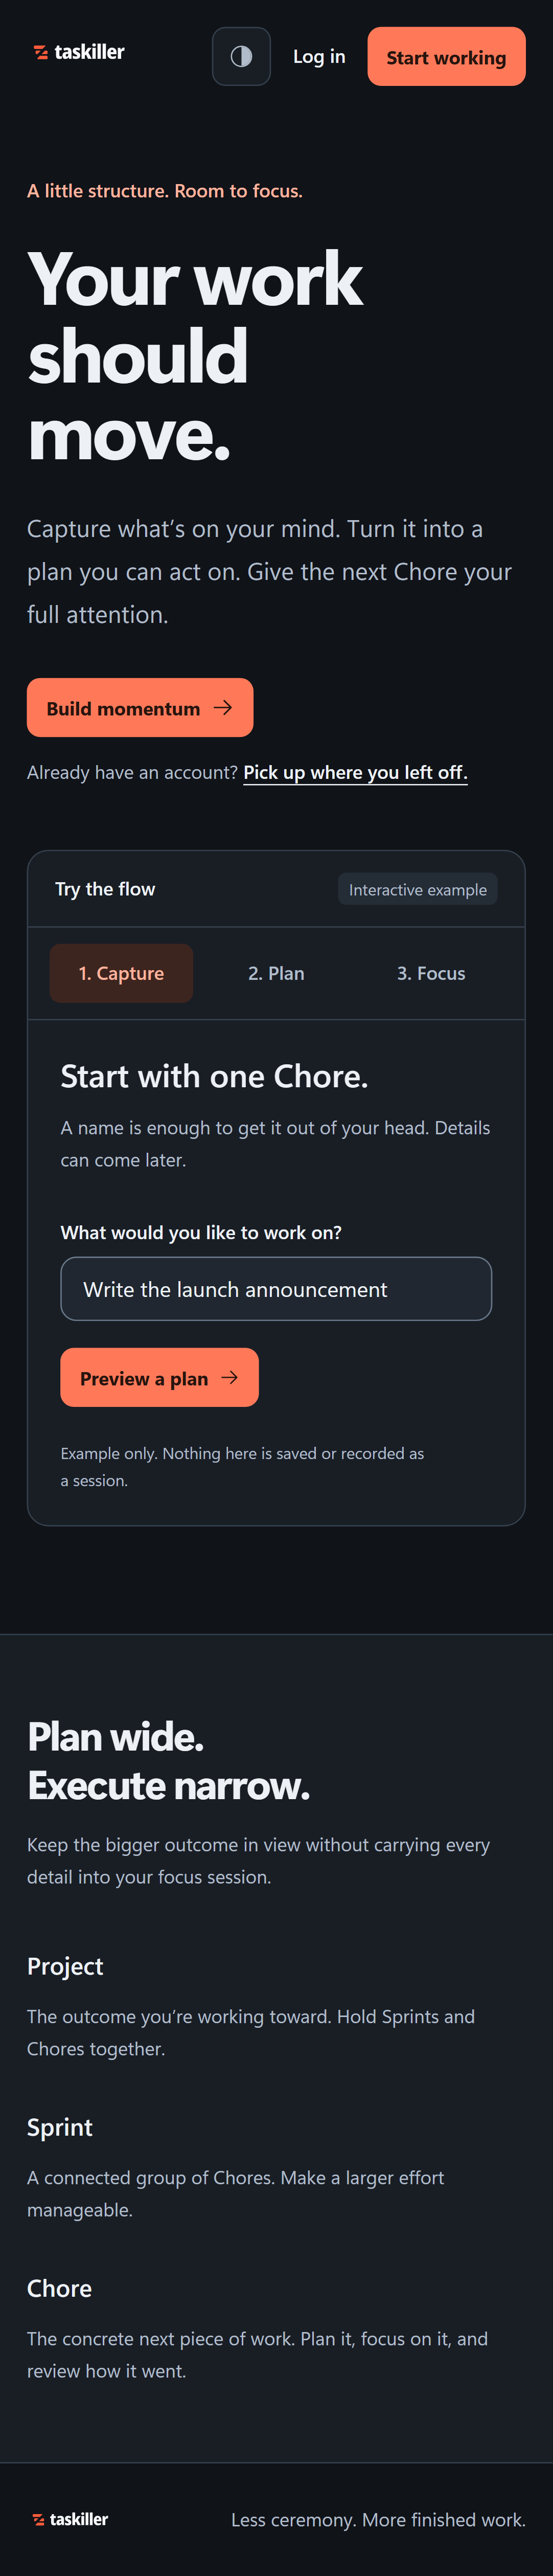 taskiller
Log in
Start working
A little structure. Room to focus.
Your work
should
move.
Capture what’s on your mind. Turn it into a
plan you can act on. Give the next Chore your
full attention.
Build momentum →
Already have an account? Pick up where you left off.
Try the flow
Interactive example
1. Capture
2. Plan
3. Focus
Start with one Chore.
A name is enough to get it out of your head. Details
can come later.
What would you like to work on?
Write the launch announcement
Preview a plan →
Example only. Nothing here is saved or recorded as
a session.
Plan wide.
Execute narrow.
Keep the bigger outcome in view without carrying every
detail into your focus session.
Project
The outcome you’re working toward. Hold Sprints and
Chores together.
Sprint
A connected group of Chores. Make a larger effort
manageable.
Chore
The concrete next piece of work. Plan it, focus on it, and
review how it went.
taskiller
Less ceremony. More finished work.